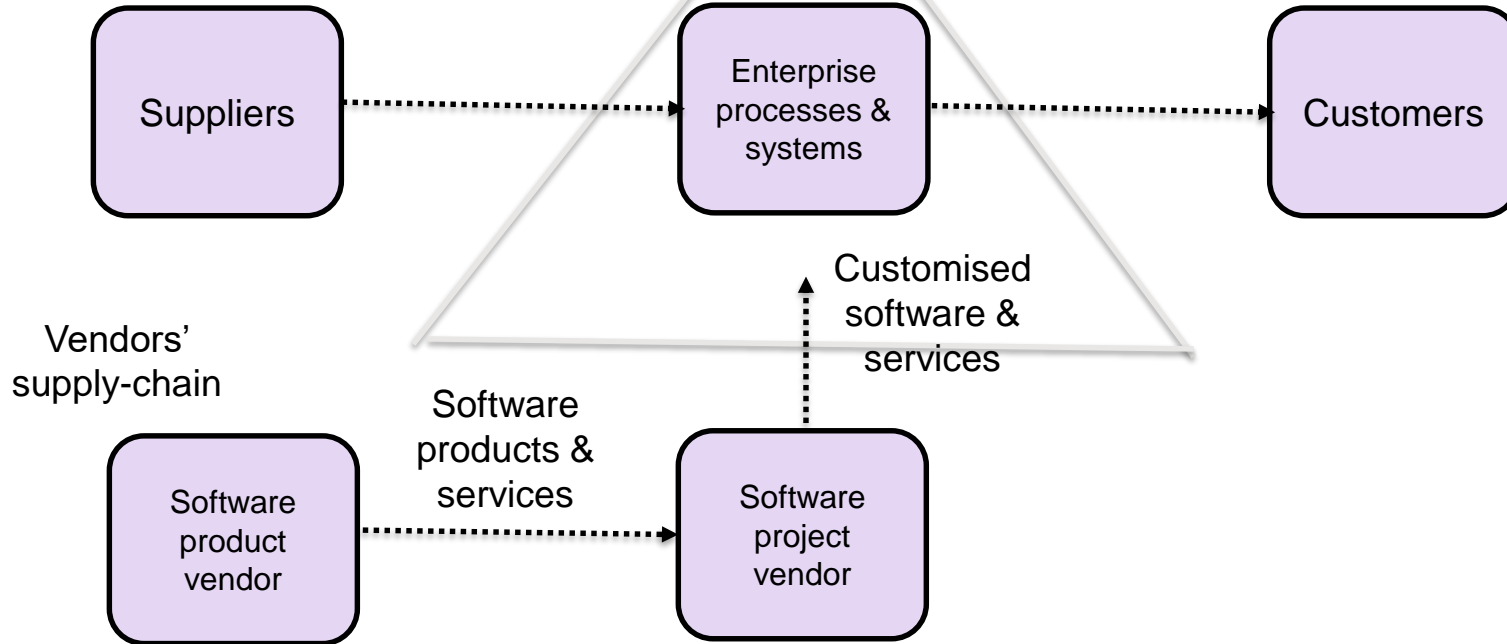 Suppliers
Enterprise
processes &
systems
Customers
Customised
software &
services
Vendors’
supply-chain
Software
products &
services
Software
product
vendor
Software
project
vendor